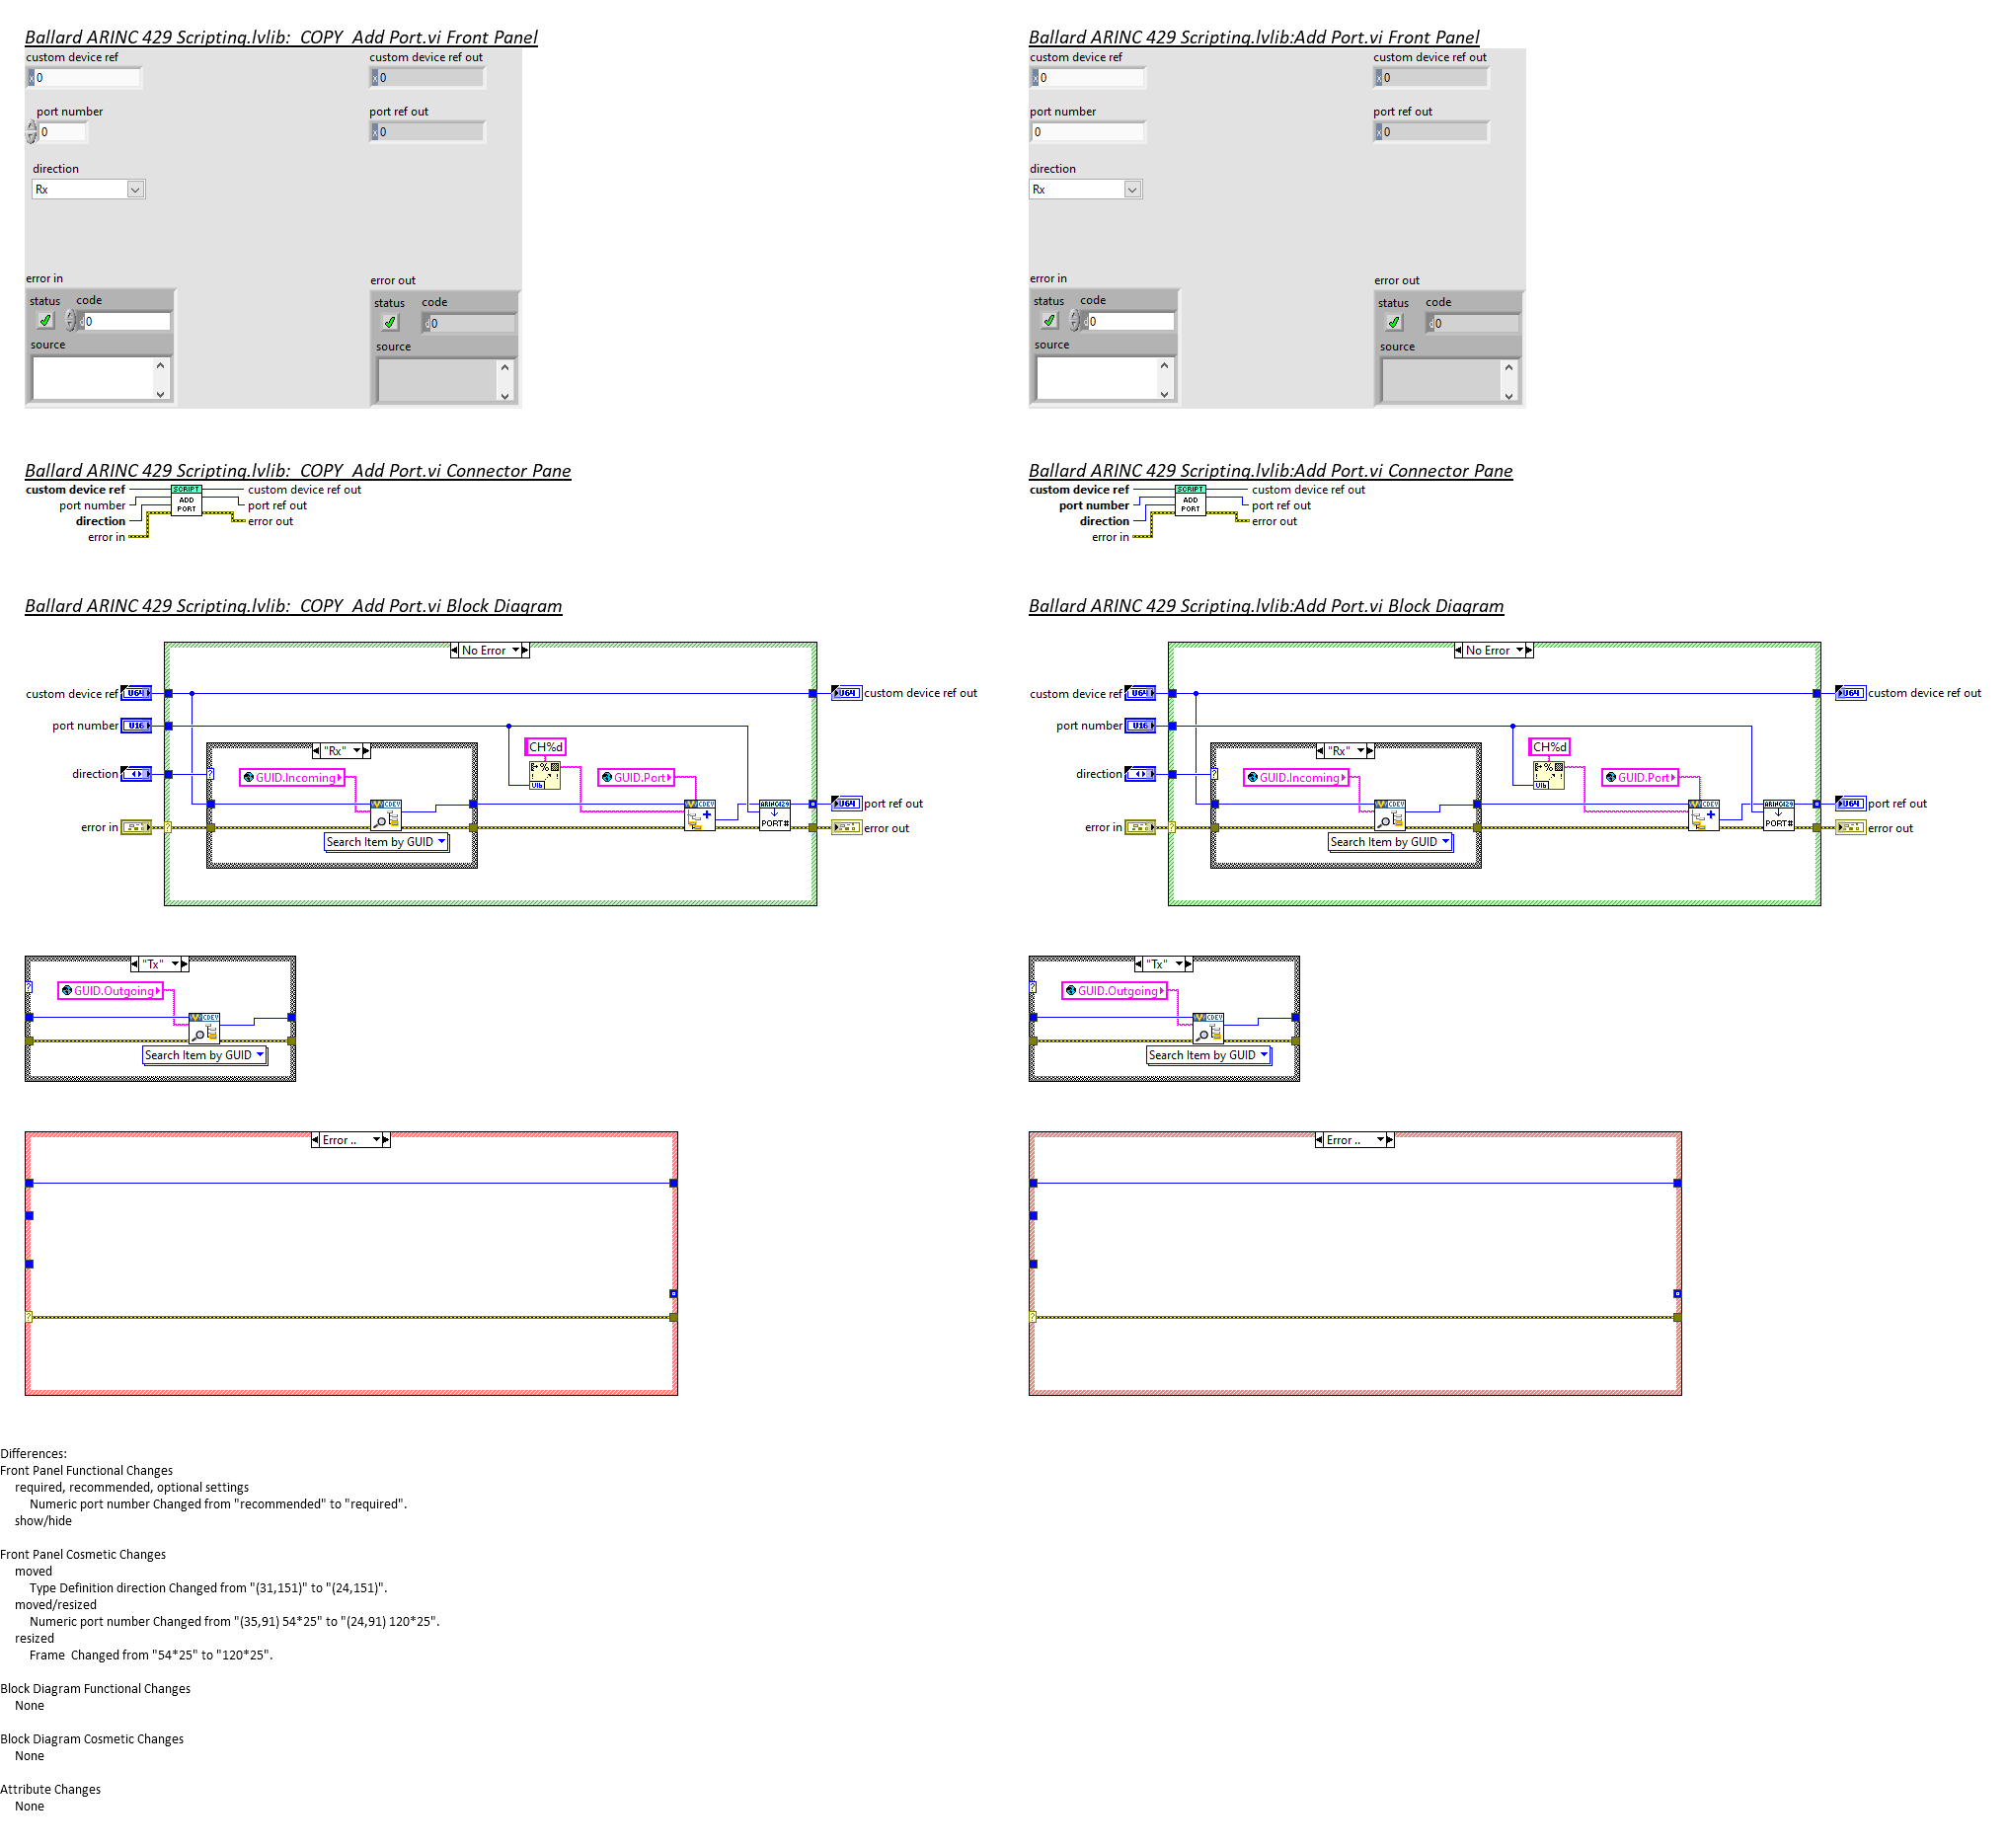 Ballard ARINC 429 Scripting.lvlib:  COPY  Add Port.vi Front Panel
custom device ref
custom device ref out
x 0
x 0
port number
port ref out
0
x 0
direction
Rx
error in
error out
status
code
status
code
d 0
d 0
source
source
Ballard ARINC 429 Scripting.lvlib:Add Port.vi Front Panel
custom device ref
custom device ref out
x 0
x 0
port number
port ref out
0
x 0
direction
Rx
error in
error out
status
code
status
code
d 0
d 0
source
source
Ballard ARINC 429 Scripting.lvlib:  COPY  Add Port.vi Connector Pane
custom device ref
port number
direction
error in
SCRIPT
ADD
PORT
custom device ref out
port ref out
error out
Ballard ARINC 429 Scripting.lvlib:Add Port.vi Connector Pane
custom device ref
port number
direction
error in
SCRIPT
ADD
PORT
custom device ref out
port ref out
error out
Ballard ARINC 429 Scripting.lvlib:  COPY  Add Port.vi Block Diagram
No Error
custom device ref
U64
U64
custom device ref out
port number
U16
"Rx"
CH%d
direction
GUID.Incoming
GUID.Port
CDEV
CDEV
ARINC429
PORT#
U64
port ref out
error in
error out
Search Item by GUID
"Tx"
GUID.Outgoing
CDEV
Search Item by GUID
Error ..
Ballard ARINC 429 Scripting.lvlib:Add Port.vi Block Diagram
No Error
custom device ref
U64
U64
custom device ref out
port number
U16
"Rx"
CH%d
direction
GUID.Incoming
GUID.Port
CDEV
CDEV
ARINC429
PORT#
U64
port ref out
error in
error out
Search Item by GUID
"Tx"
GUID.Outgoing
CDEV
Search Item by GUID
Error ..
Differences:
Front Panel Functional Changes
required, recommended, optional settings
Numeric port number Changed from "recommended" to "required".
show/hide
Front Panel Cosmetic Changes
moved
Type Definition direction Changed from "(31,151)" to "(24,151)".
moved/resized
Numeric port number Changed from "(35,91) 54*25" to "(24,91) 120*25".
resized
Frame  Changed from "54*25" to "120*25".
Block Diagram Functional Changes
None
Block Diagram Cosmetic Changes
None
Attribute Changes
None